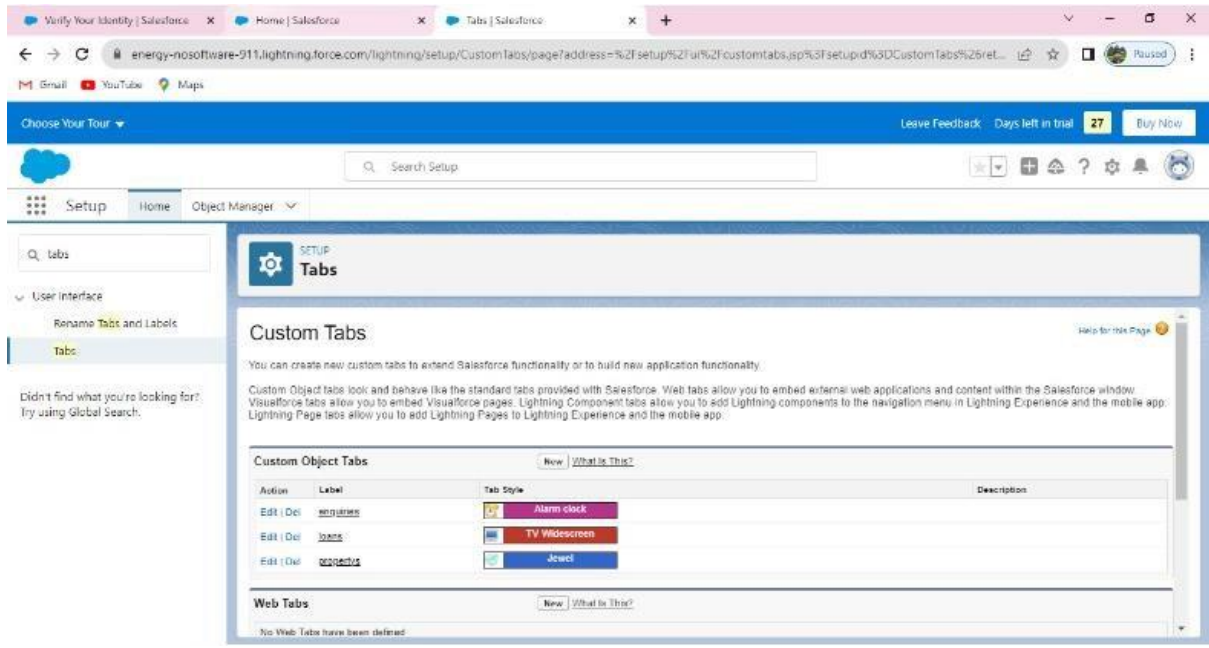 Verify Your Identity | Salesforce
Home | Salesforce
Tabs | Salesforce
energy-nosoftware-911.lightning.force.com/lightning/setup/CustomTabs/page?address=%2Fsetup%2Fui%2Fcustomtabs.jsp%3Fsetupid%3DCustomTabs%26ret...
Paused
Gmail YouTube Maps
Choose Your Tour
Leave Feedback Days left in trial 27 Buy Now
Search Setup
Setup Home Object Manager
tabs
User Interface
Rename Tabs and Labels
Tabs
Didn't find what you're looking for?
Try using Global Search.
SETUP
Tabs
Custom Tabs
Help for this Page
You can create new custom tabs to extend Salesforce functionality or to build new application functionality.
Custom Object tabs look and behave like the standard tabs provided with Salesforce. Web tabs allow you to embed external web applications and content within the Salesforce window.
Visualforce tabs allow you to embed Visualforce pages. Lightning Component tabs allow you to add Lightning components to the navigation menu in Lightning Experience and the mobile app.
Lightning Page tabs allow you to add Lightning Pages to Lightning Experience and the mobile app.
Custom Object Tabs New What Is This?
Action Label Tab Style Description
Edit | Del enquiries Alarm clock
Edit | Del loans TV Widescreen
Edit | Del propertys Jewel
Web Tabs New What Is This?
No Web Tabs have been defined